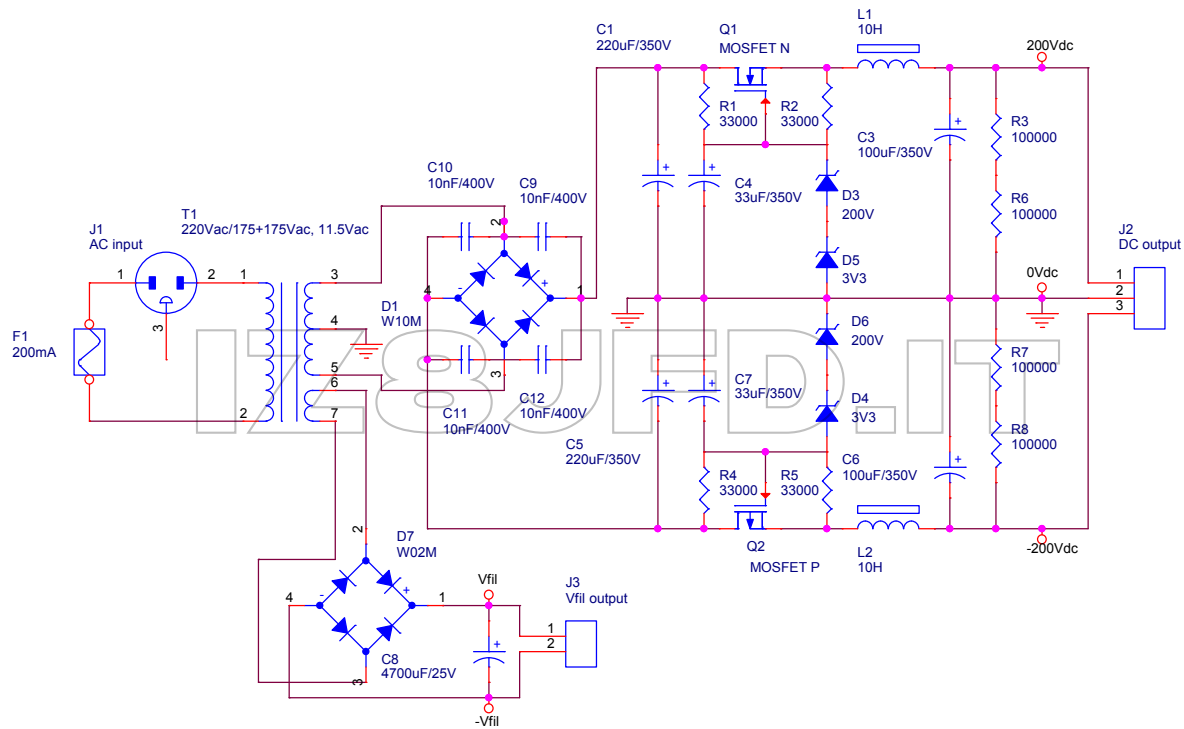 C1
220uF/350V
Q1
MOSFET N
L1
10H
200Vdc
R1
33000
R2
33000
C3
100uF/350V
R3
100000
C10
10nF/400V
C9
10nF/400V
C4
33uF/350V
D3
200V
R6
100000
J1
AC input
T1
220Vac/175+175Vac, 11.5Vac
J2
DC output
1
2
1
3
2
D5
3V3
0Vdc
1
2
3
4
-
+
1
D1
W10M
3
4
F1
200mA
IZ8JFD.IT
D6
200V
R7
100000
5
6
3
2
7
C11
10nF/400V
C12
10nF/400V
C7
33uF/350V
D4
3V3
C5
220uF/350V
R8
100000
R4
33000
R5
33000
C6
100uF/350V
Q2
MOSFET P
L2
10H
-200Vdc
2
D7
W02M
4
-
+
1
3
Vfil
J3
Vfil output
1
2
C8
4700uF/25V
-Vfil
+
+
+
+
+
+
+